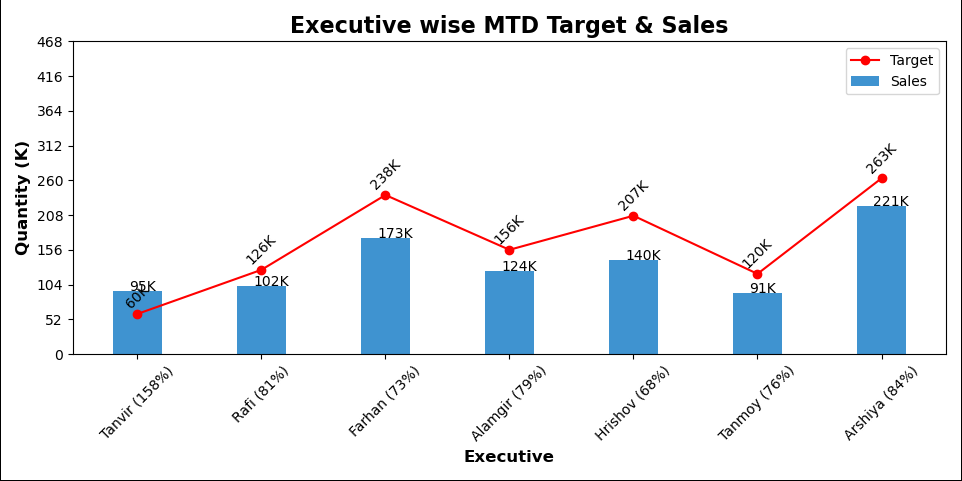 Executive wise MTD Target & Sales
Target
Sales
Quantity (K)
468
416
364
312
260
208
156
104
52
0
95K
60K
126K
102K
238K
173K
156K
124K
207K
140K
120K
91K
263K
221K
Tanvir (158%)
Rafi (81%)
Farhan (73%)
Alamgir (79%)
Hrishov (68%)
Tanmoy (76%)
Arshiya (84%)
Executive